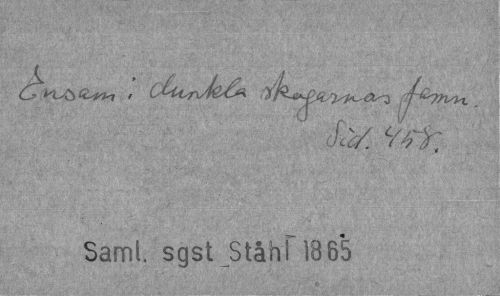 Ensam i dunkla skogarnas famn.
Sid. 458.
Saml. sgst Ståhl 1865